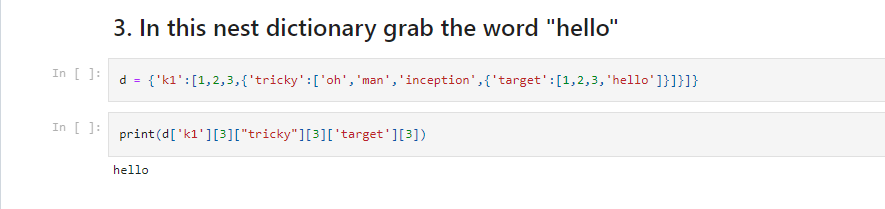 3. In this nest dictionary grab the word "hello"
In [ ]: d = {'k1':[1,2,3,{'tricky':['oh','man','inception',{'target':[1,2,3,'hello']}]}]}
In [ ]: print(d['k1'][3]["tricky"][3]['target'][3])
hello